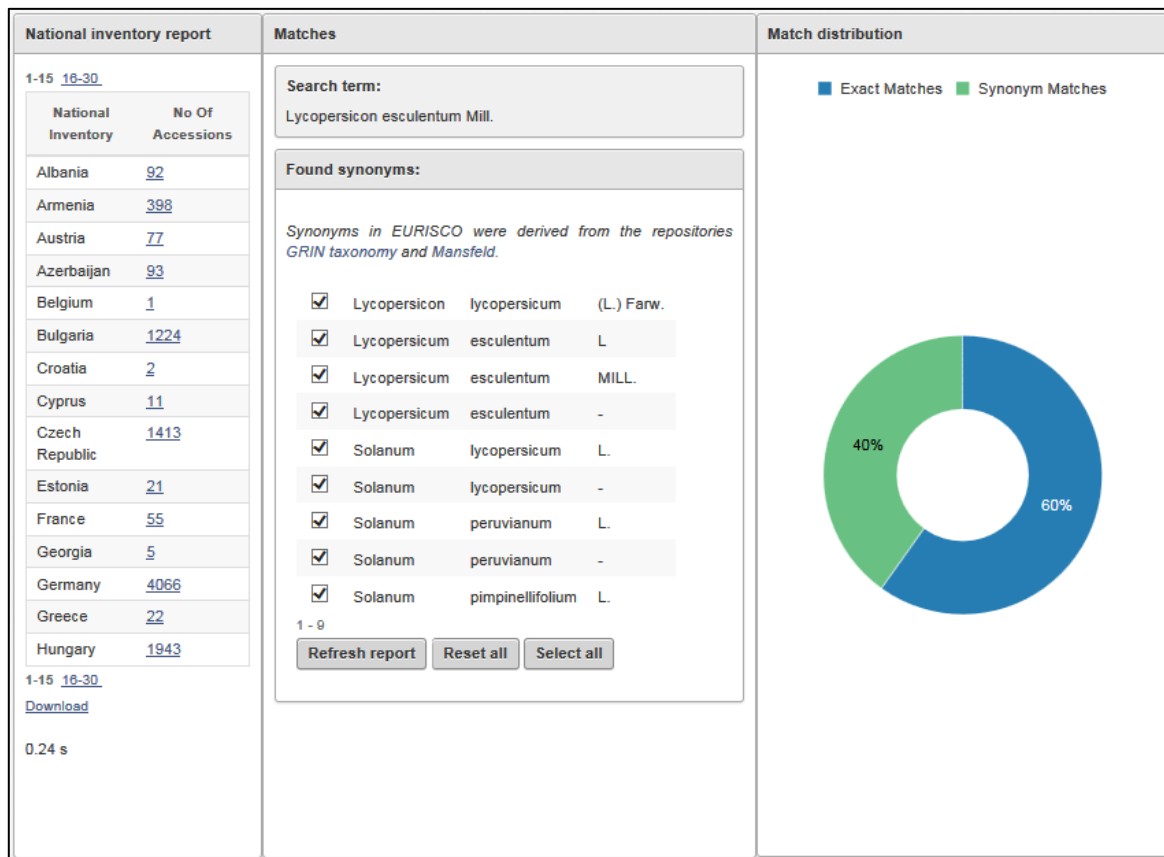 National inventory report
1-15 16-30
National Inventory No Of Accessions
Albania 92
Armenia 398
Austria 77
Azerbaijan 93
Belgium 1
Bulgaria 1224
Croatia 2
Cyprus 11
Czech Republic 1413
Estonia 21
France 55
Georgia 5
Germany 4066
Greece 22
Hungary 1943
1-15 16-30
Download
0.24 s
Matches
Search term:
Lycopersicon esculentum Mill.
Found synonyms:
Synonyms in EURISCO were derived from the repositories
GRIN taxonomy and Mansfeld.
Lycopersicon lycopersicum (L.) Farw.
Lycopersicum esculentum L
Lycopersicum esculentum MILL.
Lycopersicum esculentum -
Solanum lycopersicum L.
Solanum lycopersicum -
Solanum peruvianum L.
Solanum peruvianum -
Solanum pimpinellifolium L.
1 - 9
Refresh report Reset all Select all
Match distribution
Exact Matches Synonym Matches
40%
60%